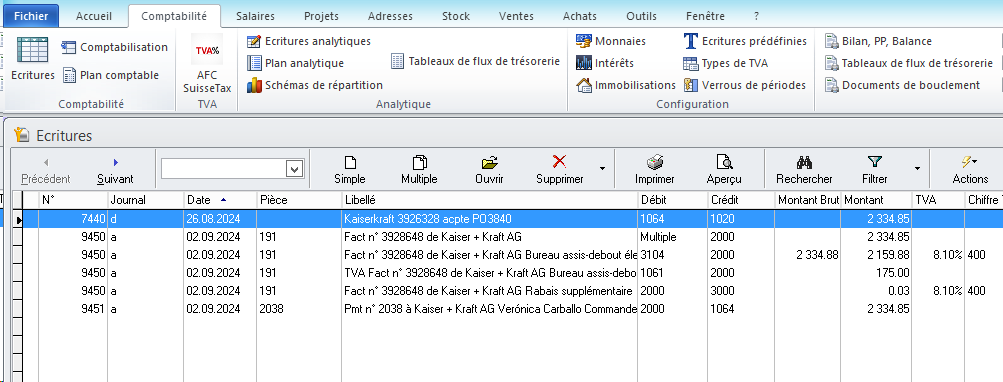 Fichier Accueil Comptabilité Salaires Projets Adresses Stock Ventes Achats Outils Fenêtre ?
Ecritures Comptabilisation Plan comptable
Comptabilité
TVA% AFC SuisseTax
TVA
Ecritures analytiques Plan analytique Schémas de répartition Tableaux de flux de trésorerie
Analytique
Monnaies Intérêts Immobilisations Ecritures prédéfinies Types de TVA Verrous de périodes
Configuration
Bilan, PP, Balance
Tableaux de flux de trésorerie
Documents de bouclement
Ecritures
Précédent Suivant Simple Multiple Ouvrir Supprimer Imprimer Aperçu Rechercher Filtrer Actions
N° Journal Date Pièce Libellé Débit Crédit Montant Brut Montant TVA Chiffre
7440 d 26.08.2024 Kaiserkraft 3926328 acpte PO3840 1064 1020 2 334.85
9450 a 02.09.2024 191 Fact n° 3928648 de Kaiser + Kraft AG Multiple 2000 2 334.85
9450 a 02.09.2024 191 Fact n° 3928648 de Kaiser + Kraft AG Bureau assis-debout éle 3104 2000 2 334.88 2 159.88 8.10% 400
9450 a 02.09.2024 191 TVA Fact n° 3928648 de Kaiser + Kraft AG Bureau assis-debo 1061 2000 175.00
9450 a 02.09.2024 191 Fact n° 3928648 de Kaiser + Kraft AG Rabais supplémentaire 2000 3000 0.03 8.10% 400
9451 a 02.09.2024 2038 Pmt n° 2038 à Kaiser + Kraft AG Verónica Carballo Commande 2000 1064 2 334.85